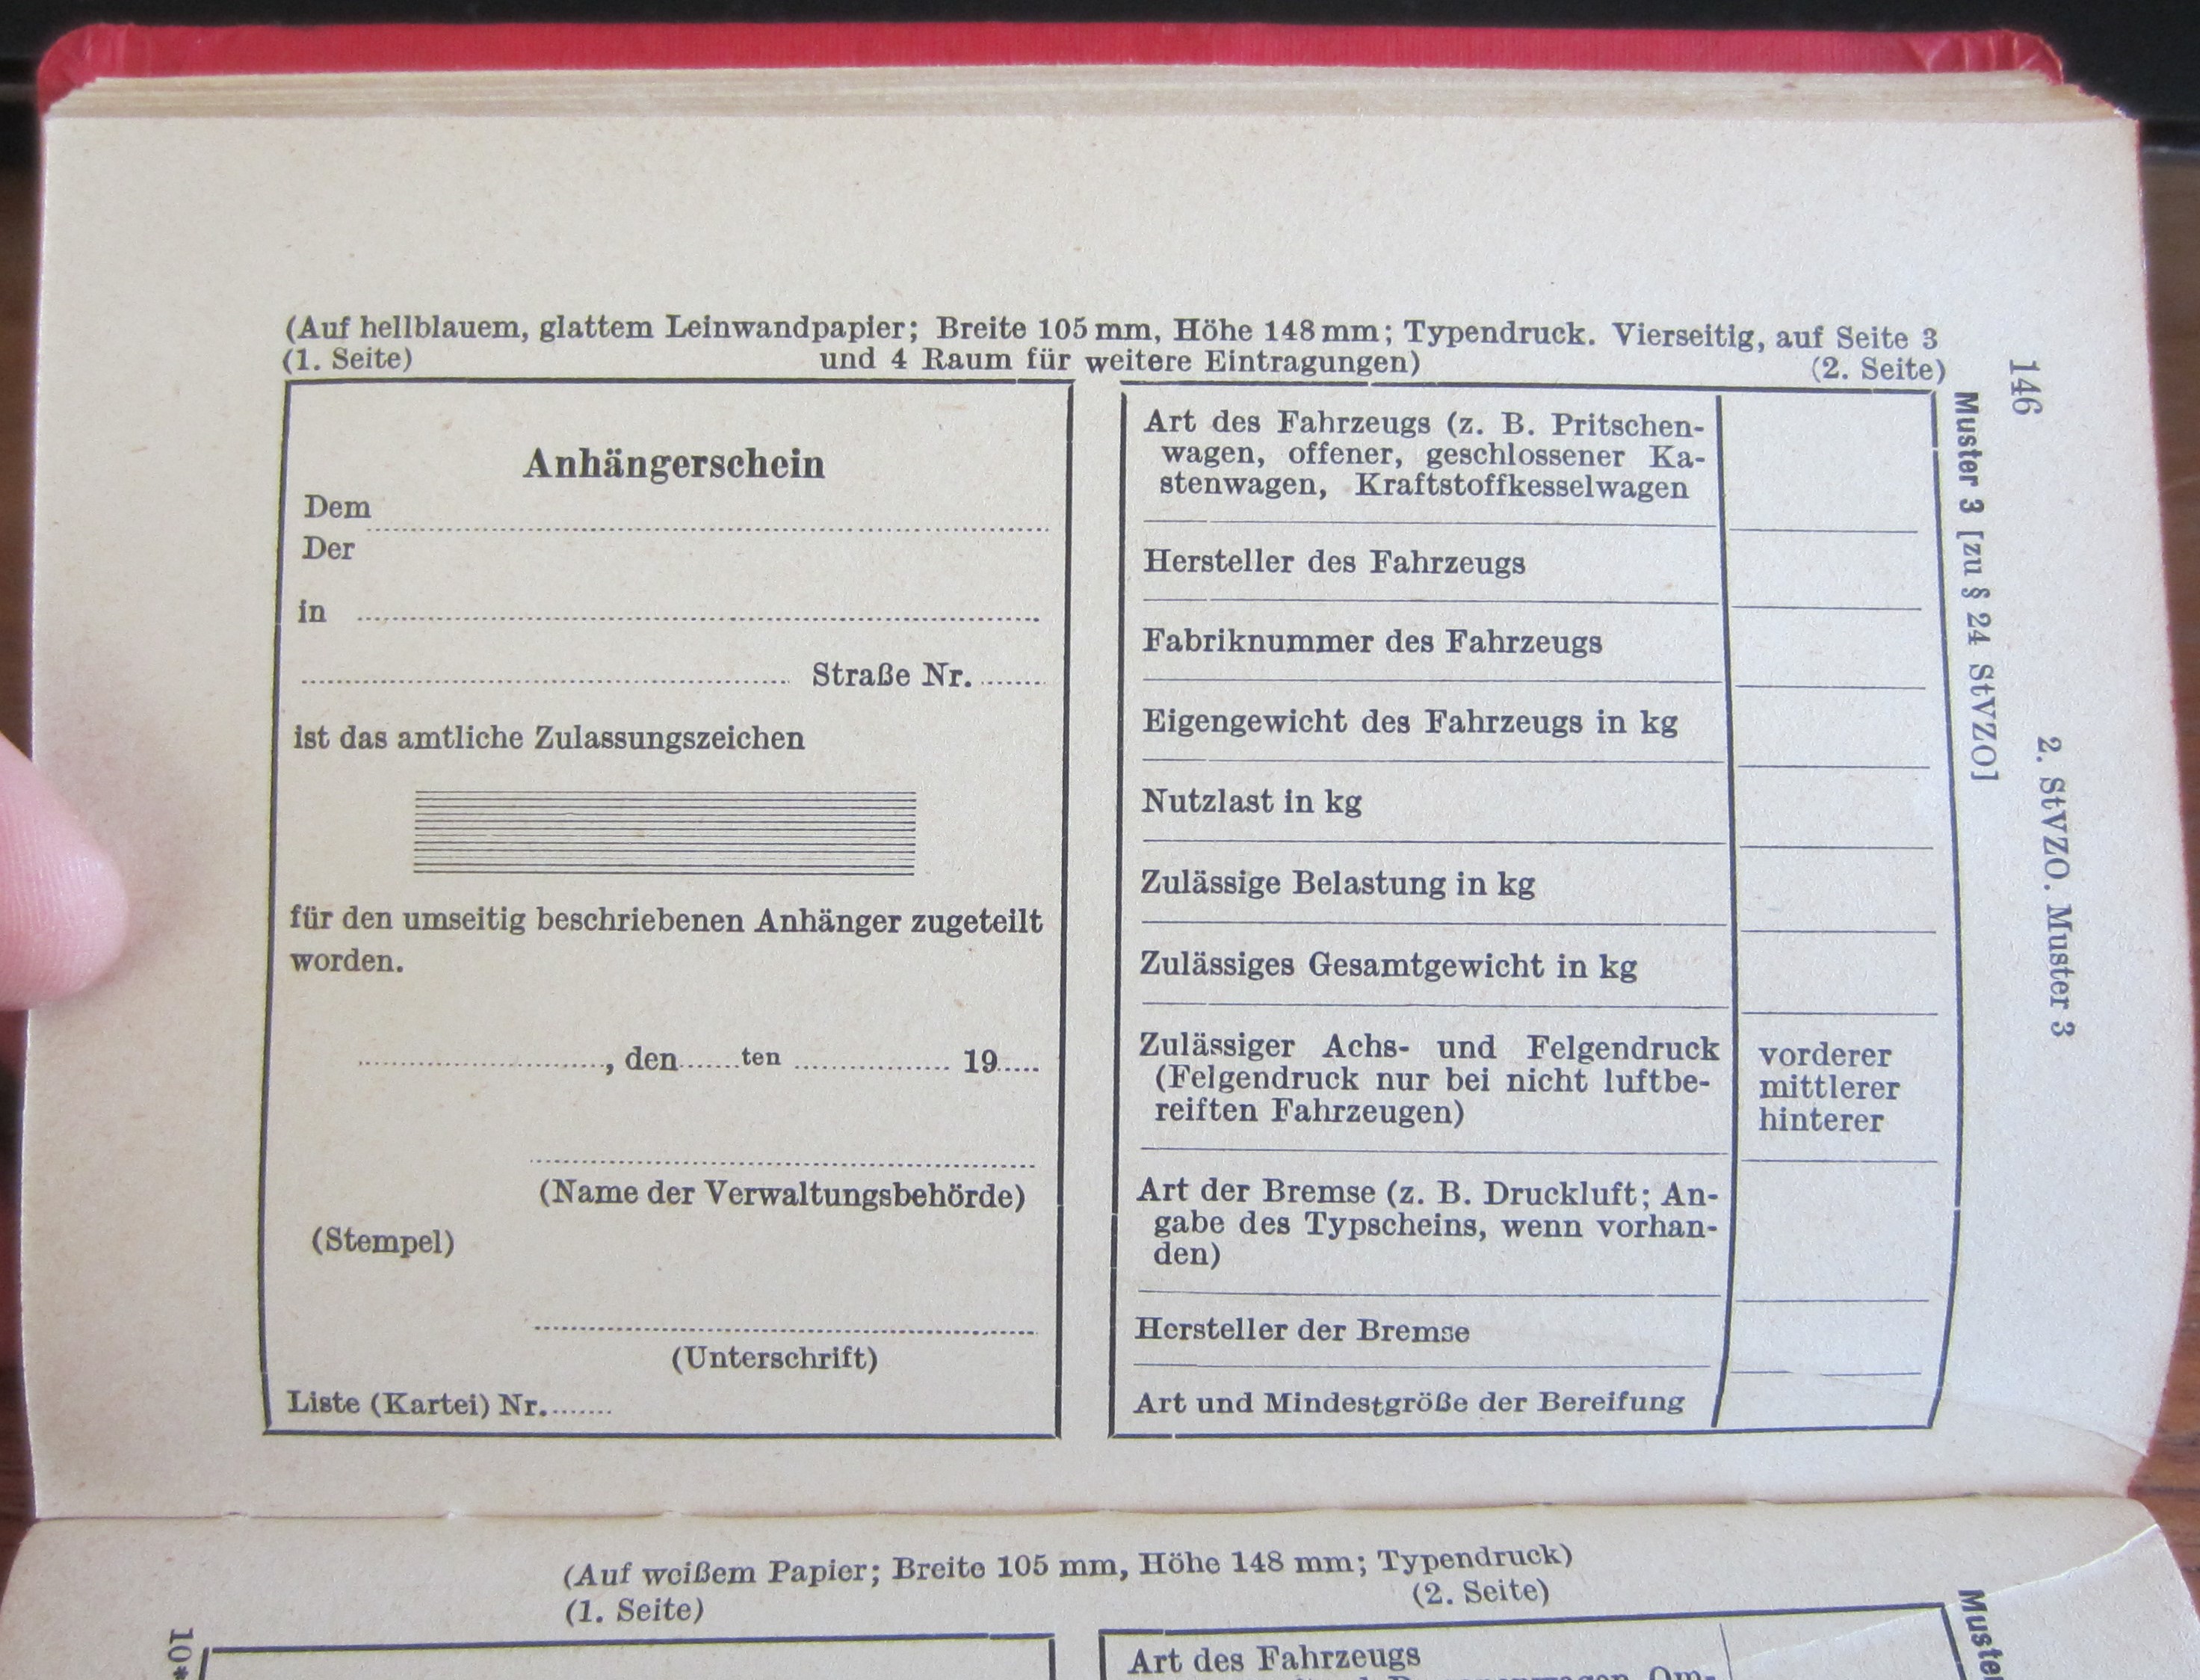 (Auf hellblauem, glattem Leinwandpapier; Breite 105 mm, Höhe 148 mm; Typendruck. Vierseitig, auf Seite 3
(1. Seite) und 4 Raum für weitere Eintragungen) (2. Seite)
Anhängerschein
Dem
Der
in
Straße Nr.
ist das amtliche Zulassungszeichen
für den umseitig beschriebenen Anhänger zugeteilt
worden.
, den ten 19
(Name der Verwaltungsbehörde)
(Stempel)
(Unterschrift)
Liste (Kartei) Nr.
Art des Fahrzeugs (z. B. Pritschen-
wagen, offener, geschlossener Ka-
stenwagen, Kraftstoffkesselwagen
Hersteller des Fahrzeugs
Fabriknummer des Fahrzeugs
Eigengewicht des Fahrzeugs in kg
Nutzlast in kg
Zulässige Belastung in kg
Zulässiges Gesamtgewicht in kg
Zulässiger Achs- und Felgendruck
(Felgendruck nur bei nicht luftbe-
reiften Fahrzeugen)
vorderer
mittlerer
hinterer
Art der Bremse (z. B. Druckluft; An-
gabe des Typscheins, wenn vorhan-
den)
Hersteller der Bremse
Art und Mindestgröße der Bereifung
Muster 3 [zu § 24 StVZO]
146
2. StVZO. Muster 3
(Auf weißem Papier; Breite 105 mm, Höhe 148 mm; Typendruck)
(1. Seite) (2. Seite)
Art des Fahrzeugs
10*